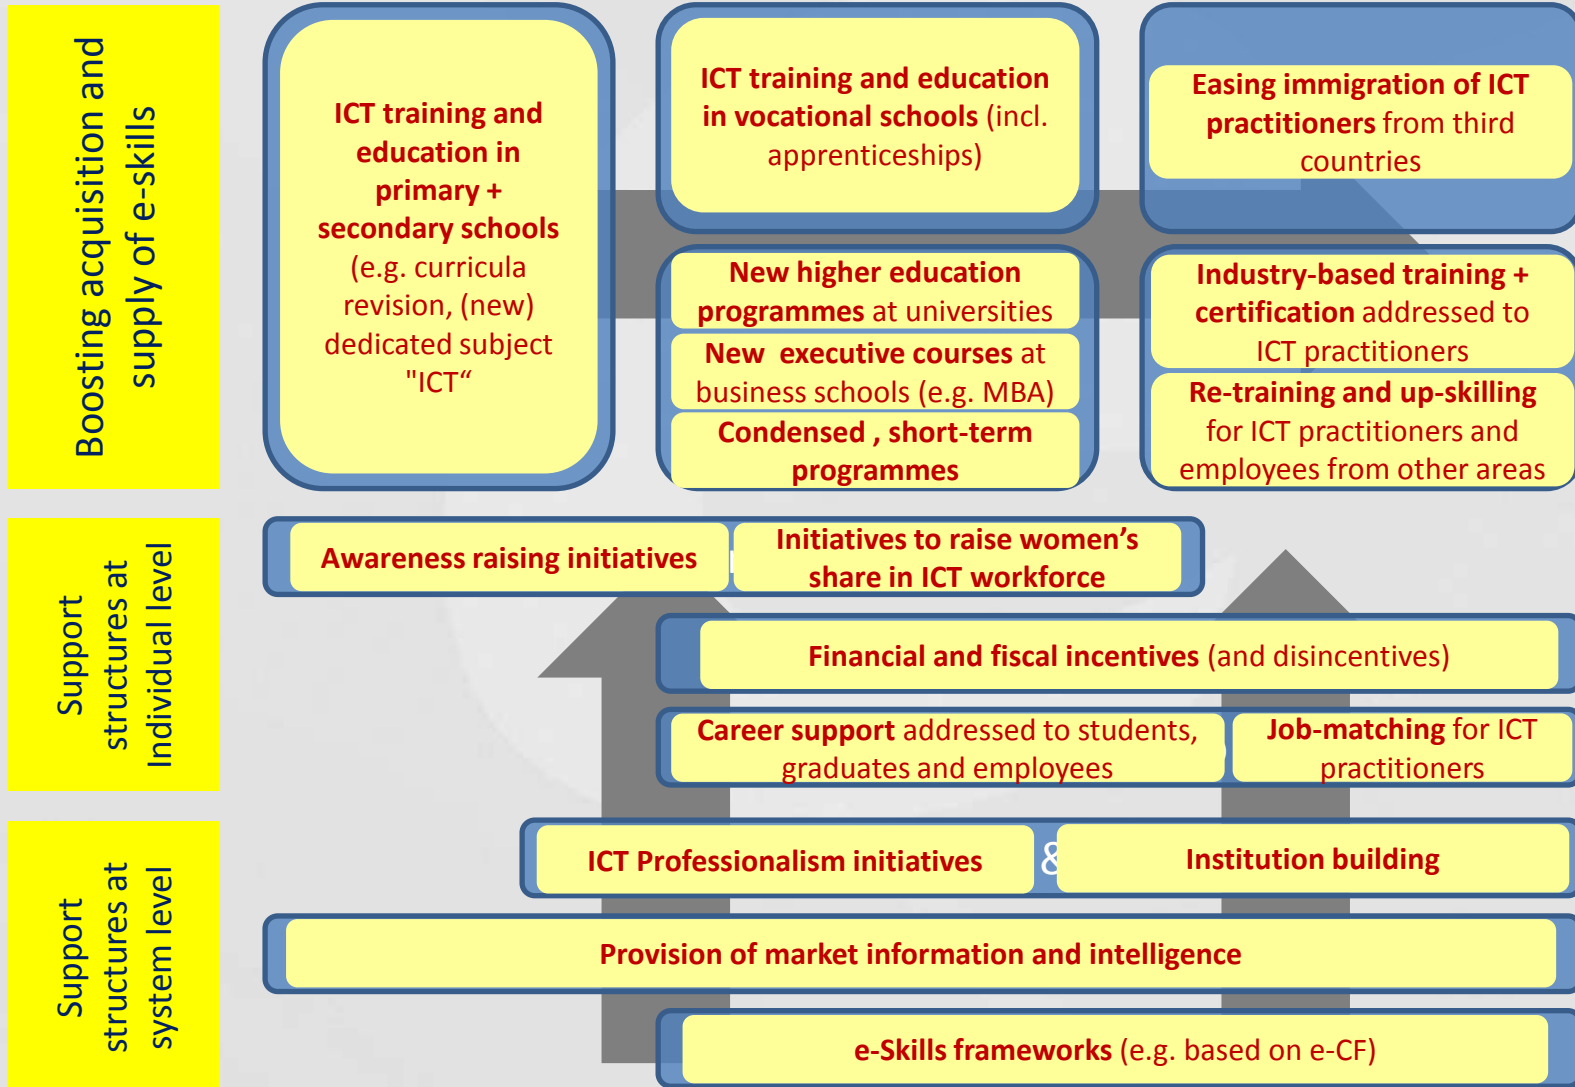 Boosting acquisition and
supply of e-skills
ICT training and
education in
primary +
secondary schools
(e.g. curricula
revision, (new)
dedicated subject
"ICT“
ICT training and education
in vocational schools (incl.
apprenticeships)
New higher education
programmes at universities
New executive courses at
business schools (e.g. MBA)
Condensed , short-term
programmes
Easing immigration of ICT
practitioners from third
countries
Industry-based training +
certification addressed to
ICT practitioners
Re-training and up-skilling
for ICT practitioners and
employees from other areas
Support
structures at
Individual level
Awareness raising initiatives
Initiatives to raise women’s
share in ICT workforce
Financial and fiscal incentives (and disincentives)
Career support addressed to students,
graduates and employees
Job-matching for ICT
practitioners
Support
structures at
system level
ICT Professionalism initiatives
&
Institution building
Provision of market information and intelligence
e-Skills frameworks (e.g. based on e-CF)